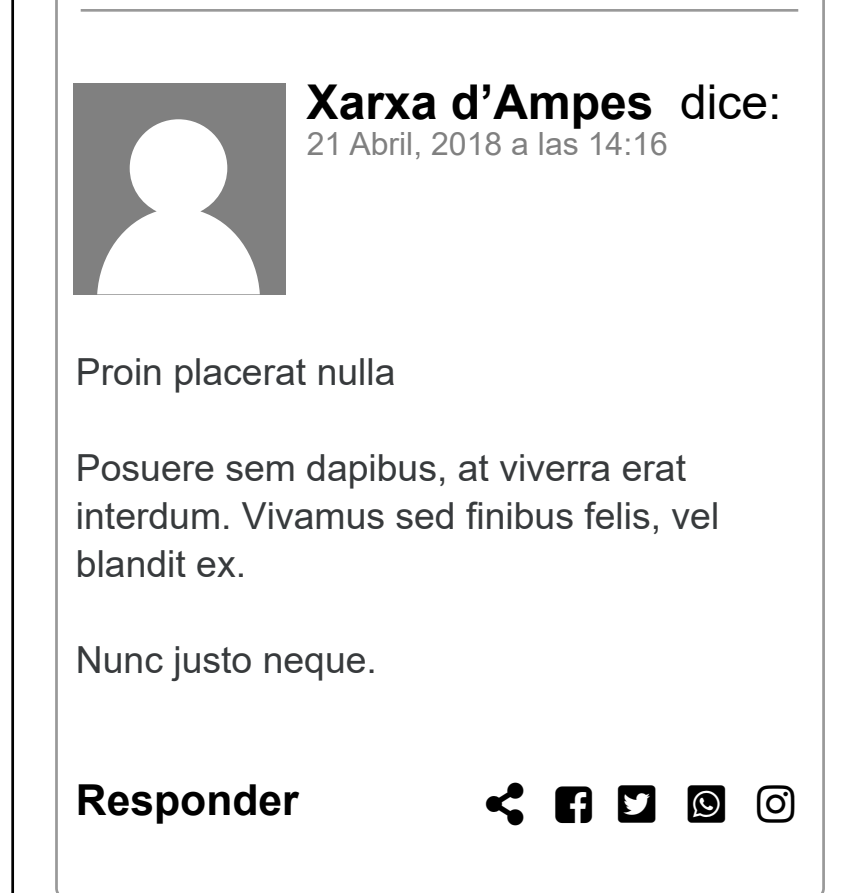 Xarxa d’Ampes dice:
21 Abril, 2018 a las 14:16
Proin placerat nulla
Posuere sem dapibus, at viverra erat
interdum. Vivamus sed finibus felis, vel
blandit ex.
Nunc justo neque.
Responder